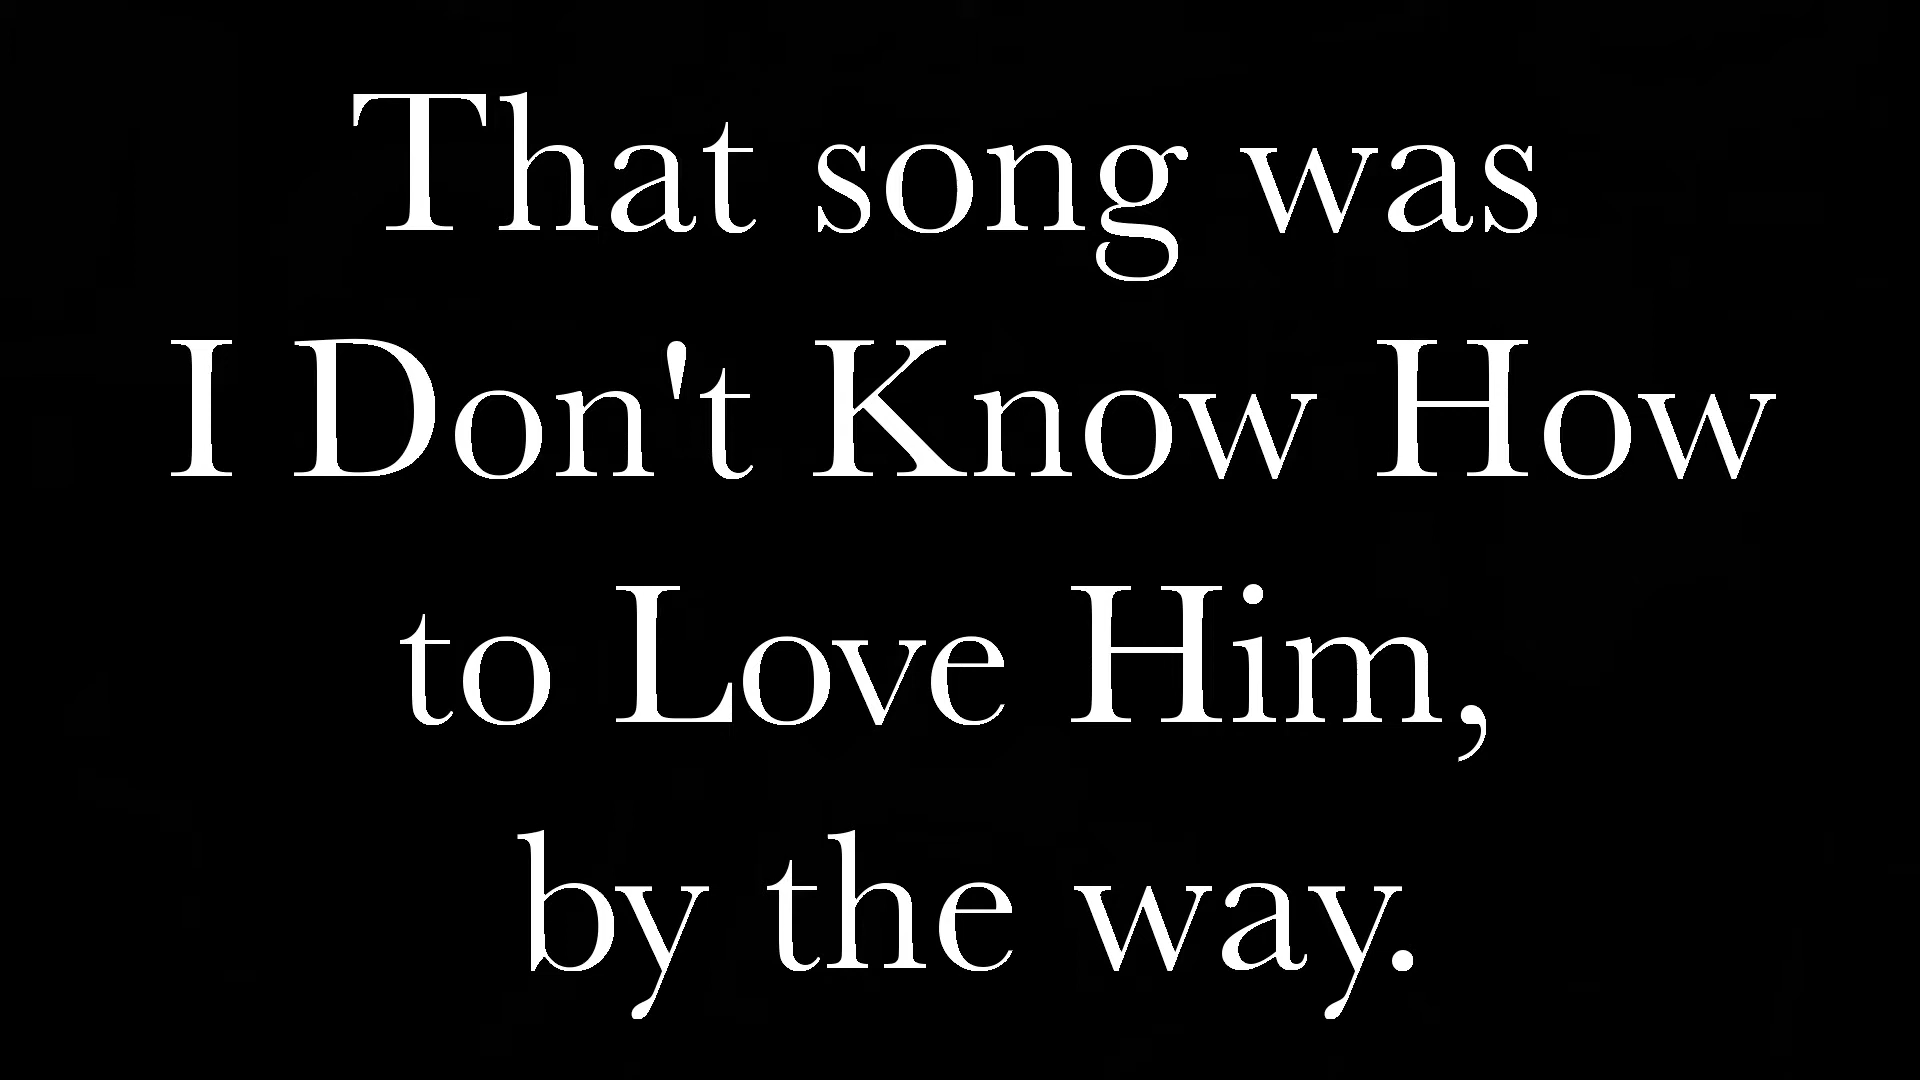 That song was
I Don't Know How
to Love Him,
by the way.